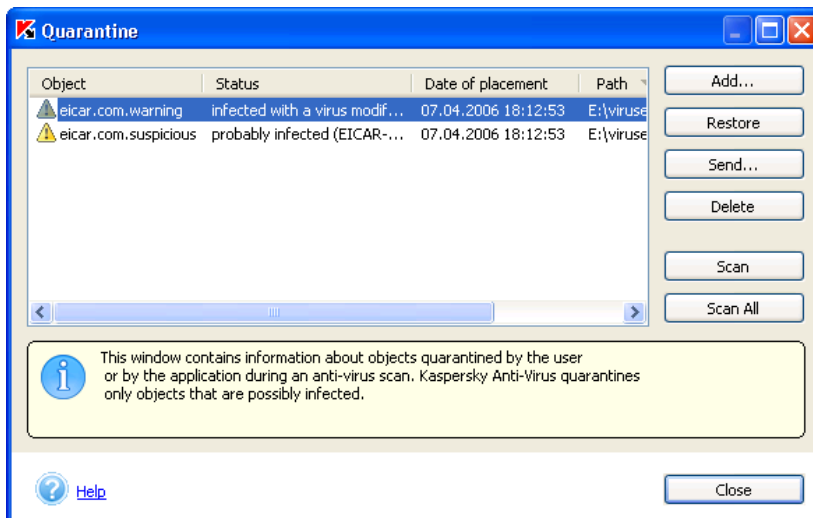 Quarantine
Object Status Date of placement Path
eicar.com.warning infected with a virus modif... 07.04.2006 18:12:53 E:\viruse
eicar.com.suspicious probably infected (EICAR-... 07.04.2006 18:12:53 E:\viruse
Add...
Restore
Send...
Delete
Scan
Scan All
This window contains information about objects quarantined by the user
or by the application during an anti-virus scan. Kaspersky Anti-Virus quarantines
only objects that are possibly infected.
Help
Close